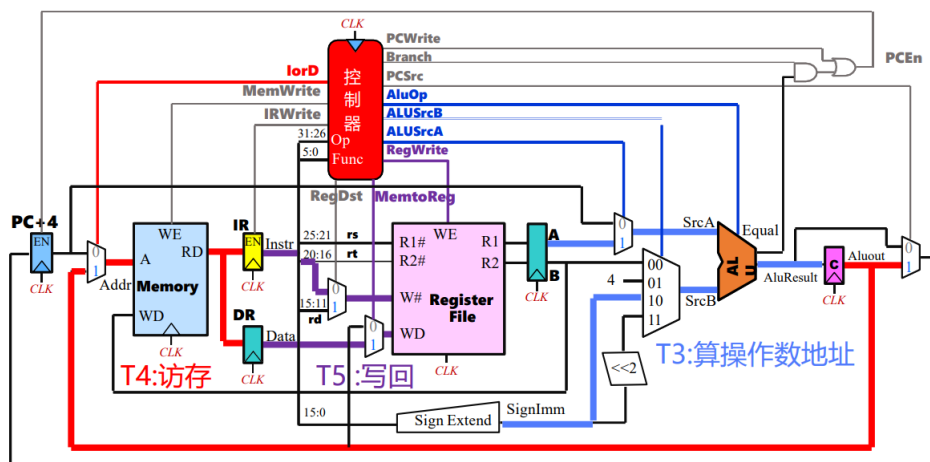 CLK
控制器
Op
Func
PCWrite
Branch
PCSrc
AluOp
ALUSrcB
ALUSrcA
RegWrite
PCEn
IorD
MemWrite
IRWrite
31:26
5:0
RegDst
MemtoReg
PC+4
EN
CLK
0
1
Addr
WE
A
RD
Memory
WD
CLK
IR
EN
Instr
CLK
DR
Data
CLK
25:21
rs
20:16
rt
15:11
rd
0
1
0
1
WE
R1#
R1
R2#
R2
W#
Register
File
WD
CLK
A
B
CLK
0
1
SrcA
00
01
10
11
4
SrcB
Equal
ALU
AluResult
C
CLK
Aluout
0
1
<<2
15:0
Sign Extend
SignImm
T3:算操作数地址
T4:访存
T5 :写回